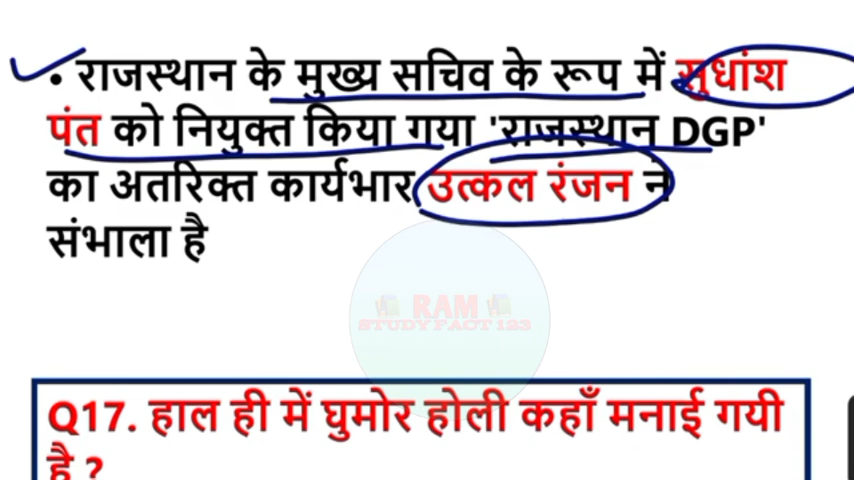 • राजस्थान के मुख्य सचिव के रूप में सुधांश
पंत को नियुक्त किया गया 'राजस्थान DGP'
का अतरिक्त कार्यभार उत्कल रंजन ने
संभाला है
RAM
STUDY FACT 123
Q17. हाल ही में घुमोर होली कहाँ मनाई गयी
है ?